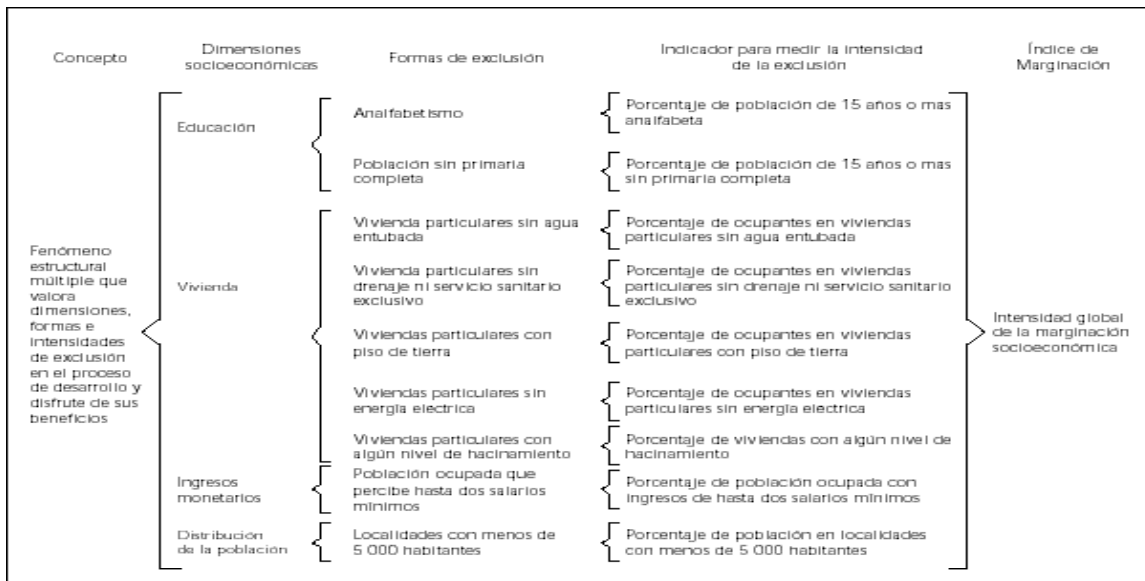 Concepto
Dimensiones
socioeconómicas
Formas de exclusión
Indicador para medir la intensidad
de la exclusión
Índice de
Marginación
Fenómeno
estructural
múltiple que
valora
dimensiones,
formas e
intensidades
de exclusión
en el proceso
de desarrollo y
disfrute de sus
beneficios
Educación
Analfabetismo
Porcentaje de población de 15 años o mas
analfabeta
Población sin primaria
completa
Porcentaje de población de 15 años o mas
sin primaria completa
Vivienda
Vivienda particulares sin agua
entubada
Porcentaje de ocupantes en viviendas
particulares sin agua entubada
Vivienda particulares sin
drenaje ni servicio sanitario
exclusivo
Porcentaje de ocupantes en viviendas
particulares sin drenaje ni servicio sanitario
exclusivo
Viviendas particulares con
piso de tierra
Porcentaje de ocupantes en viviendas
particulares con piso de tierra
Viviendas particulares sin
energía eléctrica
Porcentaje de ocupantes en viviendas
particulares sin energía eléctrica
Viviendas particulares con
algún nivel de hacinamiento
Porcentaje de viviendas con algún nivel de
hacinamiento
Ingresos
monetarios
Población ocupada que
percibe hasta dos salarios
mínimos
Porcentaje de población ocupada con
ingresos de hasta dos salarios mínimos
Distribución
de la población
Localidades con menos de
5 000 habitantes
Porcentaje de población en localidades
con menos de 5 000 habitantes
Intensidad global
de la marginación
socioeconómica